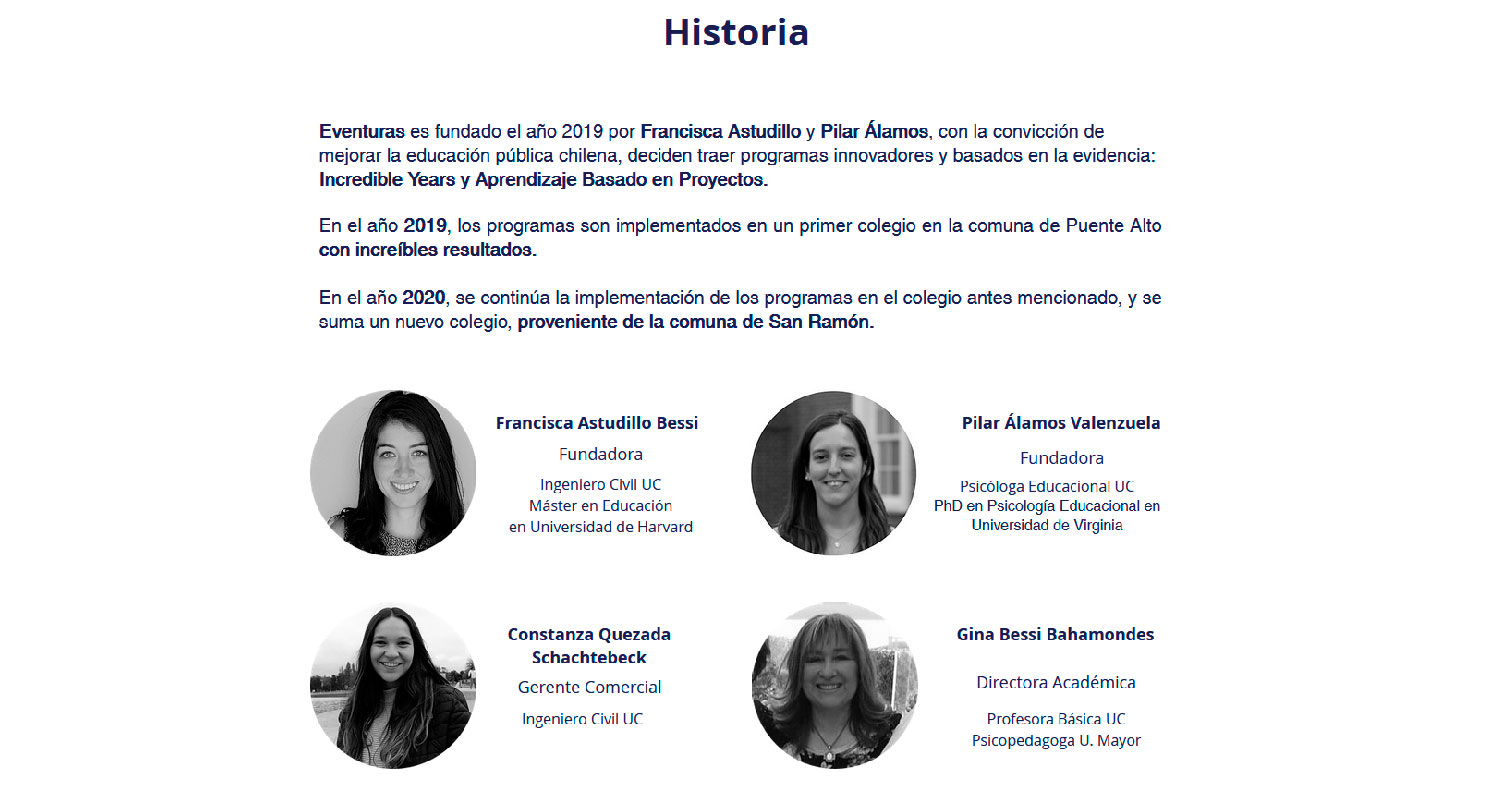 Historia
Eventuras es fundado el año 2019 por Francisca Astudillo y Pilar Álamos, con la convicción de
mejorar la educación pública chilena, deciden traer programas innovadores y basados en la evidencia:
Incredible Years y Aprendizaje Basado en Proyectos.
En el año 2019, los programas son implementados en un primer colegio en la comuna de Puente Alto
con increíbles resultados.
En el año 2020, se continúa la implementación de los programas en el colegio antes mencionado, y se
suma un nuevo colegio, proveniente de la comuna de San Ramón.
Francisca Astudillo Bessi
Fundadora
Ingeniero Civil UC
Máster en Educación
en Universidad de Harvard
Pilar Álamos Valenzuela
Fundadora
Psicóloga Educacional UC
PhD en Psicología Educacional en
Universidad de Virginia
Constanza Quezada
Schachtebeck
Gerente Comercial
Ingeniero Civil UC
Gina Bessi Bahamondes
Directora Académica
Profesora Básica UC
Psicopedagoga U. Mayor